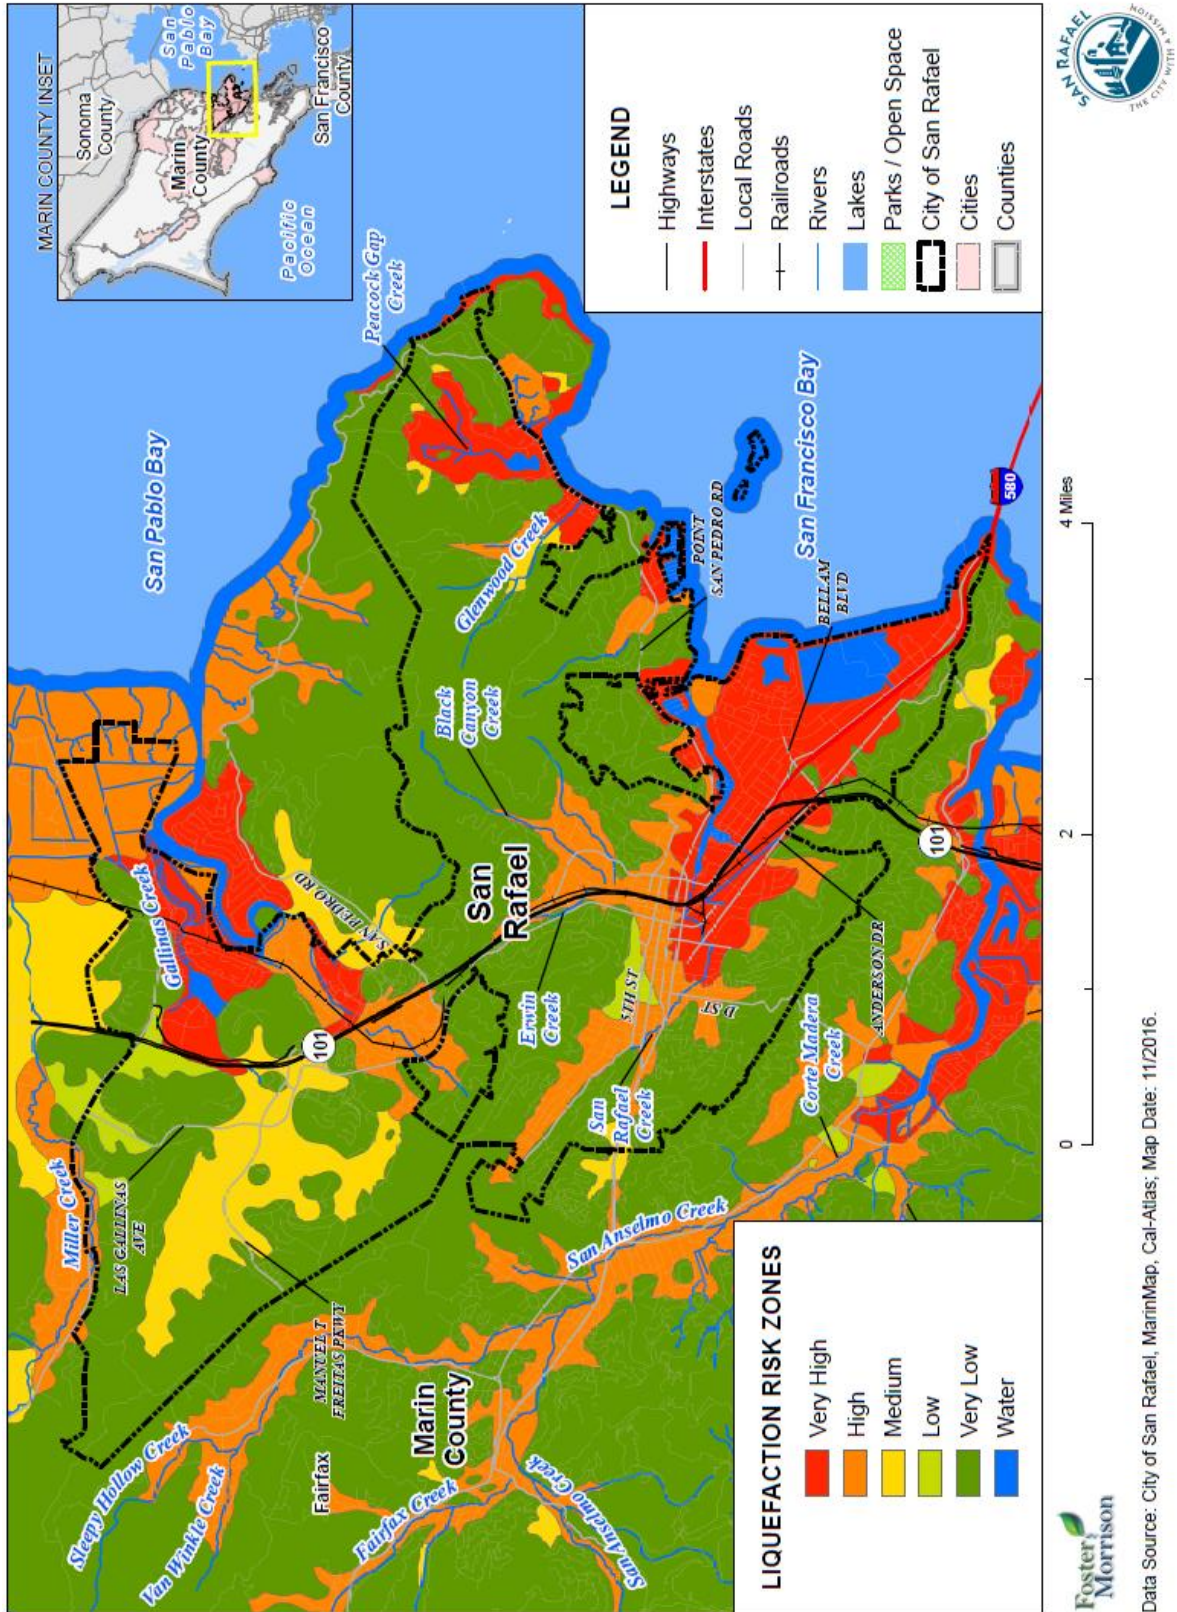 MARIN COUNTY INSET
Sonoma
County
San
Pablo
Bay
Marin
County
San Francisco
County
Pacific
Ocean
San Pablo Bay
Peacock Gap
Creek
Glenwood Creek
Black
Canyon
Creek
POINT
SAN PEDRO RD
San Francisco Bay
BELLAM
BLVD
580
Gallinas Creek
SAN PEDRO RD
San
Rafael
101
Erwin
Creek
5TH ST
D ST
ANDERSON DR
101
Miller Creek
LAS GALLINAS
AVE
MANUEL T
FREITAS PKWY
San
Rafael
Creek
Corte Madera
Creek
San Anselmo Creek
Sleepy Hollow Creek
Van Winkle Creek
Fairfax
Marin
County
Fairfax Creek
San Anselmo Creek
LEGEND
Highways
Interstates
Local Roads
Railroads
Rivers
Lakes
Parks / Open Space
City of San Rafael
Cities
Counties
LIQUEFACTION RISK ZONES
Very High
High
Medium
Low
Very Low
Water
0 2 4 Miles
SAN RAFAEL
THE CITY WITH A MISSION
Foster
Morrison
Data Source: City of San Rafael, MarinMap, Cal-Atlas; Map Date: 11/2016.